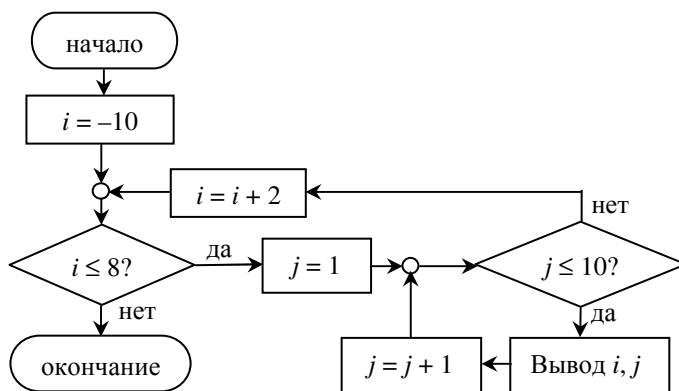 начало
i = –10
i = i + 2
нет
да
i ≤ 8?
j = 1
j ≤ 10?
нет
да
окончание
j = j + 1
Вывод i, j